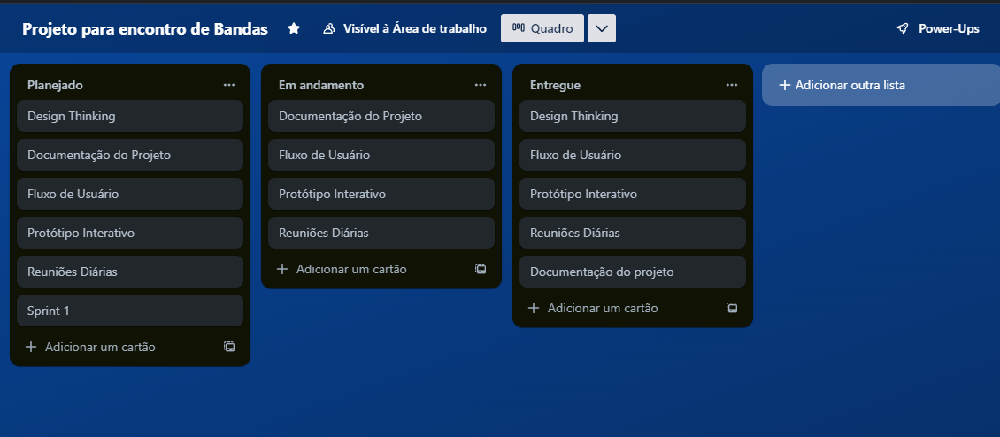 Projeto para encontro de Bandas
Visível à Área de trabalho
Quadro
Power-Ups
Planejado
Design Thinking
Documentação do Projeto
Fluxo de Usuário
Protótipo Interativo
Reuniões Diárias
Sprint 1
Adicionar um cartão
Em andamento
Documentação do Projeto
Fluxo de Usuário
Protótipo Interativo
Reuniões Diárias
Adicionar um cartão
Entregue
Design Thinking
Fluxo de Usuário
Protótipo Interativo
Reuniões Diárias
Documentação do projeto
Adicionar um cartão
Adicionar outra lista